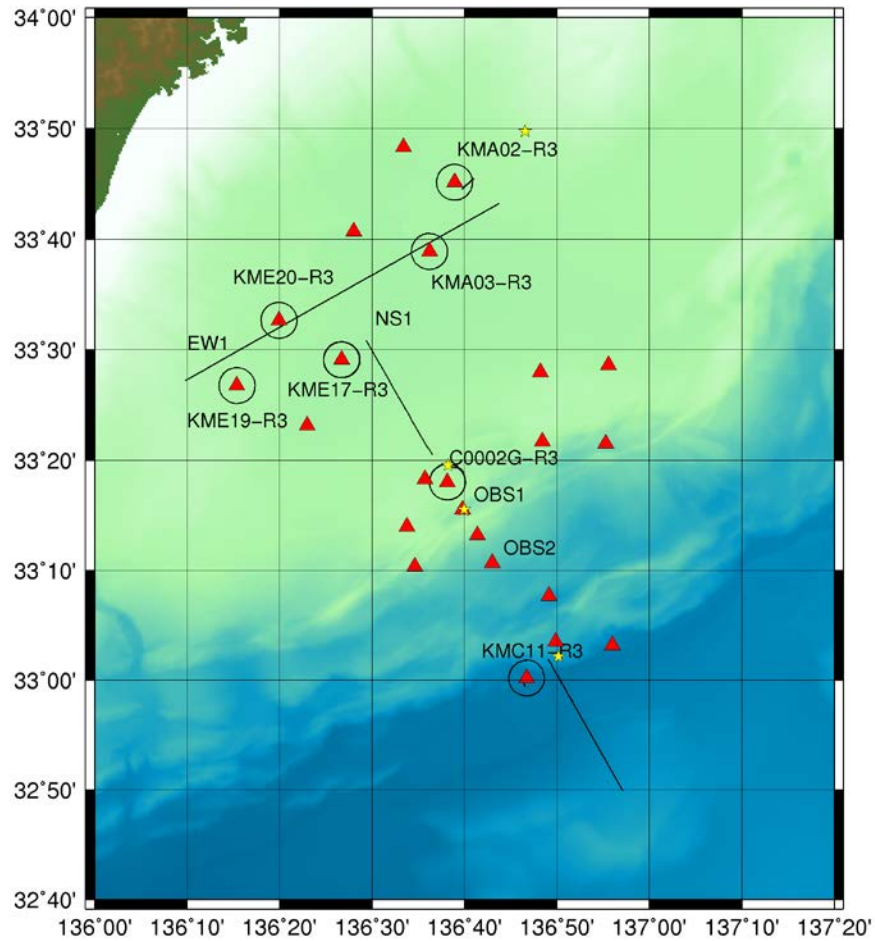 34°00'
33°50'
KMA02-R3
33°40'
KME20-R3
KMA03-R3
NS1
EW1
33°30'
KME17-R3
KME19-R3
33°20'
C0002G-R3
OBS1
OBS2
33°10'
KMC11-R3
33°00'
32°50'
32°40'
136°00' 136°10' 136°20' 136°30' 136°40' 136°50' 137°00' 137°10' 137°20'